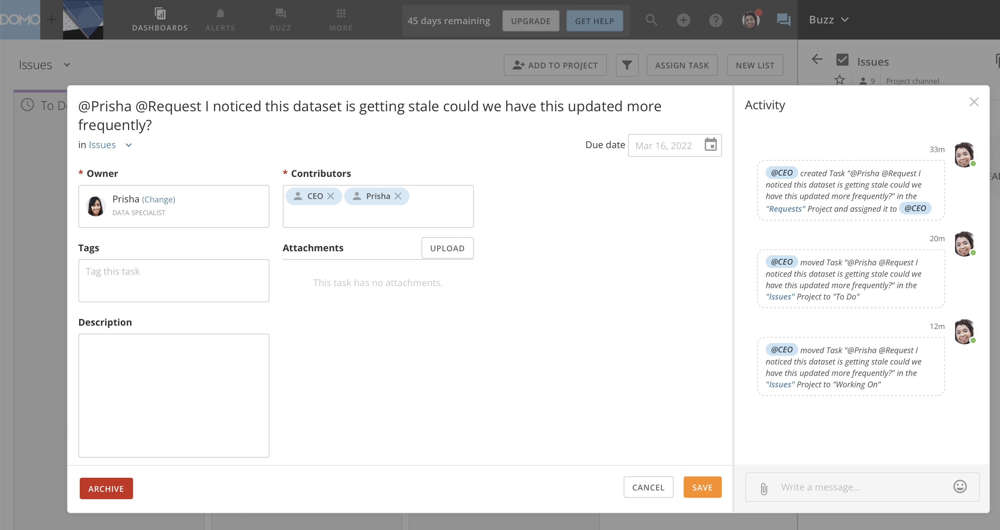 DOMO
DASHBOARDS
ALERTS
BUZZ
MORE
45 days remaining
UPGRADE
GET HELP
Buzz
Issues
ADD TO PROJECT
ASSIGN TASK
NEW LIST
Issues
9
Project channel
To D
@Prisha @Request I noticed this dataset is getting stale could we have this updated more
frequently?
in Issues
Due date
Mar 16, 2022
* Owner
* Contributors
Prisha (Change)
DATA SPECIALIST
CEO
Prisha
Tags
Tag this task
Attachments
UPLOAD
This task has no attachments.
Description
ARCHIVE
CANCEL
SAVE
Activity
33m
@CEO created Task "@Prisha @Request I
noticed this dataset is getting stale could we
have this updated more frequently?" in the
"Requests" Project and assigned it to @CEO
20m
@CEO moved Task "@Prisha @Request I
noticed this dataset is getting stale could we
have this updated more frequently?" in the
"Issues" Project to "To Do"
12m
@CEO moved Task "@Prisha @Request I
noticed this dataset is getting stale could we
have this updated more frequently?" in the
"Issues" Project to "Working On"
Write a message...